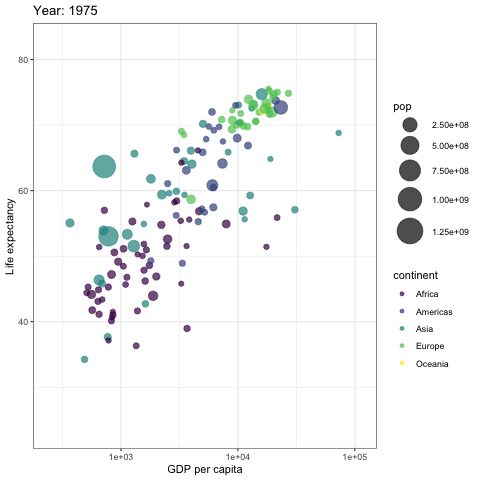 Year: 1975
80
60
40
Life expectancy
1e+03
1e+04
1e+05
GDP per capita
pop
2.50e+08
5.00e+08
7.50e+08
1.00e+09
1.25e+09
continent
Africa
Americas
Asia
Europe
Oceania